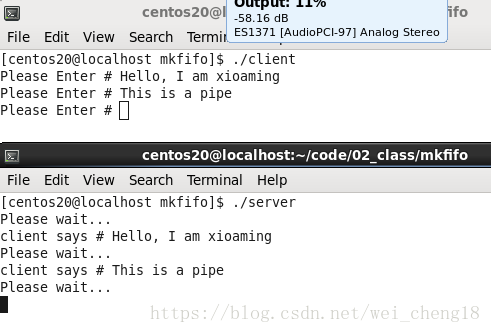 Output: 11%
-58.16 dB
ES1371 [AudioPCI-97] Analog Stereo
centos20@localhost
fifo
File Edit View Search Terminal
[centos20@localhost mkfifo]$ ./client
Please Enter # Hello, I am xioaming
Please Enter # This is a pipe
Please Enter #
centos20@localhost:~/code/02_class/mkfifo
File Edit View Search Terminal Help
[centos20@localhost mkfifo]$ ./server
Please wait...
client says # Hello, I am xioaming
Please wait...
client says # This is a pipe
Please wait...
https://blog.csdn.net/wei_cheng18